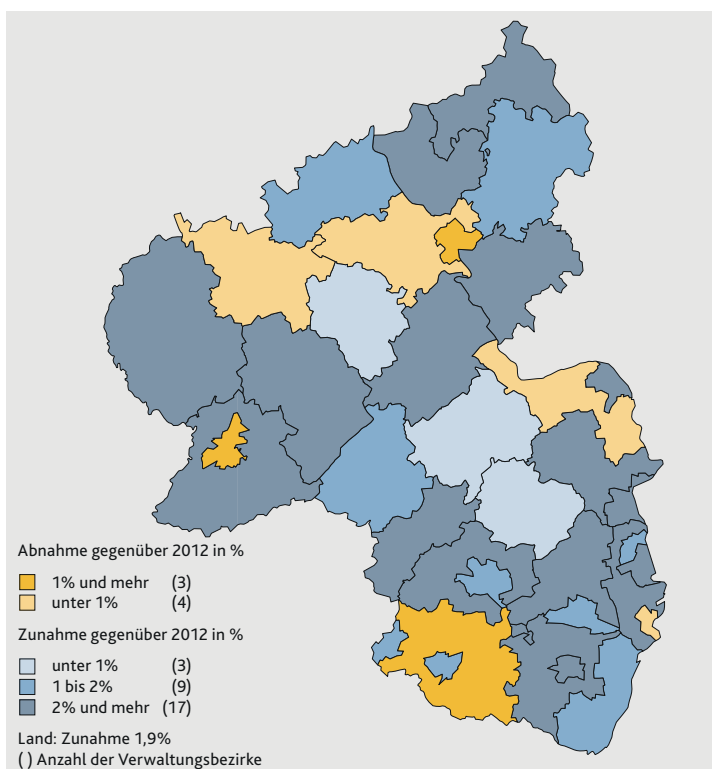 Abnahme gegenüber 2012 in %
1% und mehr (3)
unter 1% (4)
Zunahme gegenüber 2012 in %
unter 1% (3)
1 bis 2% (9)
2% und mehr (17)
Land: Zunahme 1,9%
( ) Anzahl der Verwaltungsbezirke